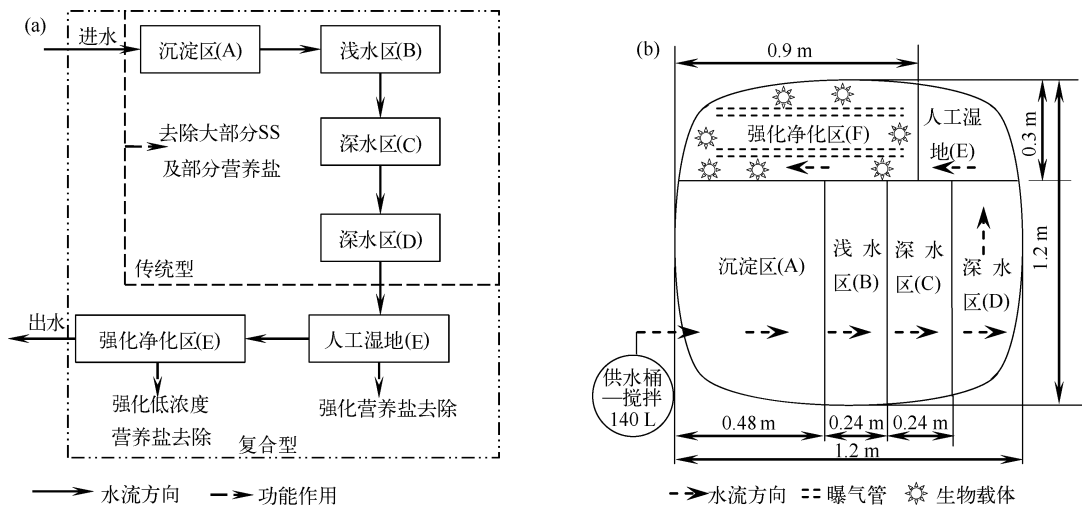 (a)
进水
沉淀区(A)
浅水区(B)
去除大部分SS
及部分营养盐
深水区(C)
深水区(D)
传统型
出水
强化净化区(E)
人工湿地(E)
强化低浓度
营养盐去除
强化营养盐去除
复合型
水流方向
功能作用
(b)
0.9 m
强化净化区(F)
人工湿
地(E)
0.3 m
1.2 m
沉淀区(A)
浅 水
区(B)
深 水
区(C)
深 水
区(D)
供水桶
—搅拌
140 L
0.48 m
0.24 m
0.24 m
1.2 m
水流方向
曝气管
生物载体